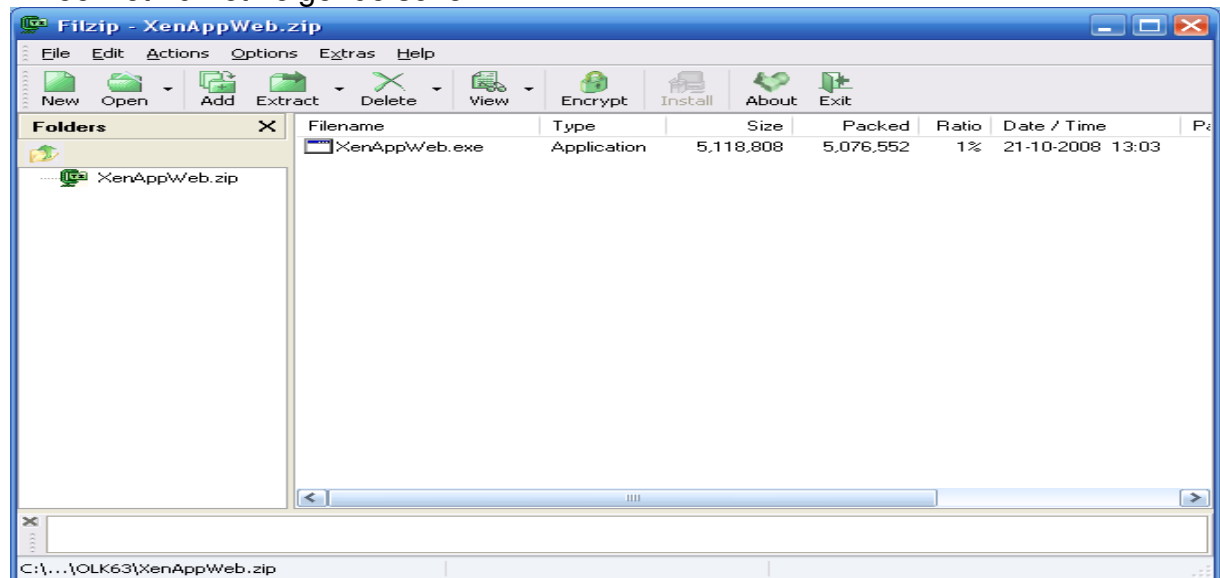 Filzip - XenAppWeb.zip
File Edit Actions Options Extras Help
New Open Add Extract Delete View Encrypt Install About Exit
Folders
Filename Type Size Packed Ratio Date / Time
XenAppWeb.exe Application 5,118,808 5,076,552 1% 21-10-2008 13:03
XenAppWeb.zip
C:\...\OLK63\XenAppWeb.zip